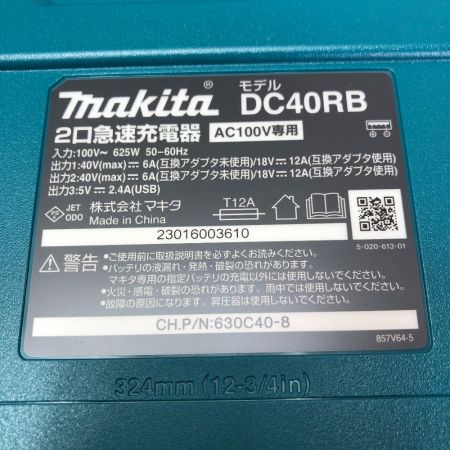 makita® モデル DC40RB
2口急速充電器 AC100V専用
入力:100V~ 625W 50-60Hz
出力1:40V(max)⎓6A(互換アダプタ未使用)/18V⎓12A(互換アダプタ使用)
出力2:40V(max)⎓6A(互換アダプタ未使用)/18V⎓12A(互換アダプタ使用)
出力3:5V⎓2.4A(USB)
PS E JET ODO 株式会社マキタ Made in China T12A
23016003610
5-020-613-01
⚠警告 •ご使用前に取扱説明書を必ずよくお読みください。
•バッテリの液漏れ・発熱・破裂の恐れがあります。
マキタ専用の指定バッテリの充電以外には使用しないでください。
•火災・感電・破裂の恐れがあります。雨中では使用しないでください。
•故障の原因になります。昇圧器は使用しないでください。
CH.P/N:630C40-8
857V64-5
324mm (12-3/4in)